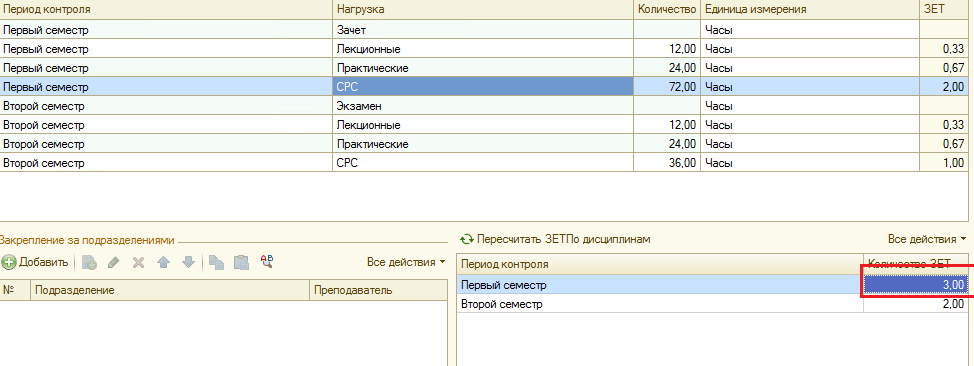 Период контроля Нагрузка Количество Единица измерения ЗЕТ
Первый семестр Зачет Часы
Первый семестр Лекционные 12,00 Часы 0,33
Первый семестр Практические 24,00 Часы 0,67
Первый семестр СРС 72,00 Часы 2,00
Второй семестр Экзамен Часы
Второй семестр Лекционные 12,00 Часы 0,33
Второй семестр Практические 24,00 Часы 0,67
Второй семестр СРС 36,00 Часы 1,00
Закрепление за подразделениями
Добавить Все действия
№ Подразделение Преподаватель
Пересчитать ЗЕТПо дисциплинам Все действия
Период контроля Количество ЗЕТ
Первый семестр 3,00
Второй семестр 2,00